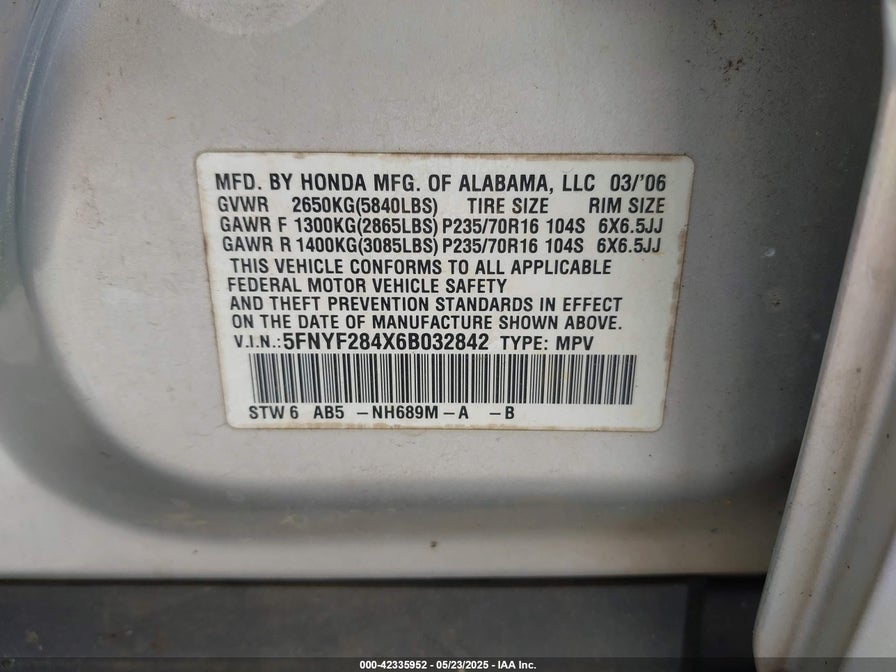 MFD. BY HONDA MFG. OF ALABAMA, LLC 03/'06
GVWR 2650KG(5840LBS) TIRE SIZE RIM SIZE
GAWR F 1300KG(2865LBS) P235/70R16 104S 6X6.5JJ
GAWR R 1400KG(3085LBS) P235/70R16 104S 6X6.5JJ
THIS VEHICLE CONFORMS TO ALL APPLICABLE
FEDERAL MOTOR VEHICLE SAFETY
AND THEFT PREVENTION STANDARDS IN EFFECT
ON THE DATE OF MANUFACTURE SHOWN ABOVE.
V.I.N.: 5FNYF284X6B032842 TYPE: MPV
STW 6 AB5 -NH689M-A -B
000-42335952 - 05/23/2025 - IAA Inc.